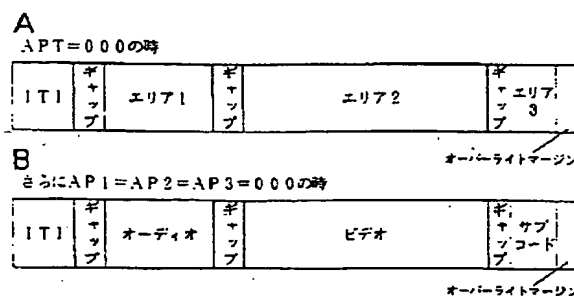 A
APT=000の時
ITI
ギャップ
エリア1
ギャップ
エリア2
ギャップ
エリア3
オーバーライトマージン
B
さらにAP1=AP2=AP3=000の時
ITI
ギャップ
オーディオ
ギャップ
ビデオ
ギャップ
サブコード
オーバーライトマージン